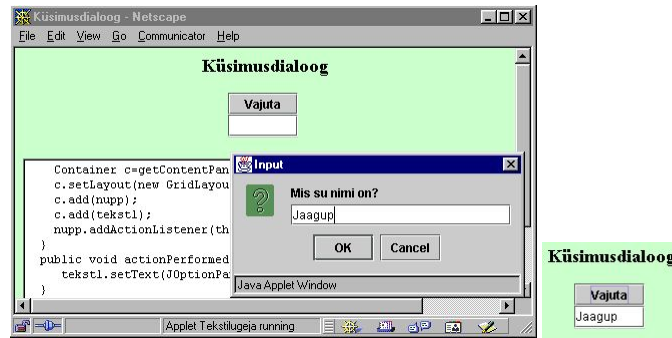 Küsimusdialoog - Netscape
File Edit View Go Communicator Help
Küsimusdialoog
Vajuta
Container c=getContentPan
c.setLayout(new GridLayou
c.add(nupp);
c.add(tekst1);
nupp.addActionListener(th
}
public void actionPerformed
tekst1.setText(JOptionPa
}
Input
Mis su nimi on?
Jaagup
OK Cancel
Java Applet Window
Applet Tekstilugeja running
Küsimusdialoog
Vajuta
Jaagup